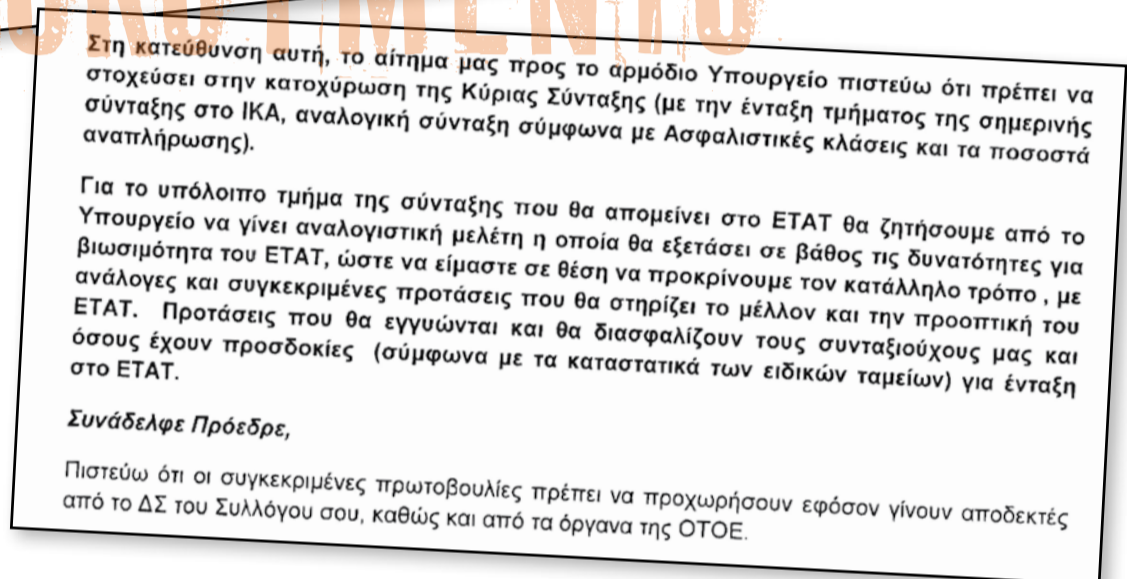 ΝΤΟ
Στη κατεύθυνση αυτή, το αίτημα μας προς το αρμόδιο Υπουργείο πιστεύω ότι πρέπει να
στοχεύσει στην κατοχύρωση της Κύριας Σύνταξης (με την ένταξη τμήματος της σημερινής
σύνταξης στο ΙΚΑ, αναλογική σύνταξη σύμφωνα με Ασφαλιστικές κλάσεις και τα ποσοστά
αναπλήρωσης).
Για το υπόλοιπο τμήμα της σύνταξης που θα απομείνει στο ΕΤΑΤ θα ζητήσουμε από το
Υπουργείο να γίνει αναλογιστική μελέτη η οποία θα εξετάσει σε βάθος τις δυνατότητες για
βιωσιμότητα του ΕΤΑΤ, ώστε να είμαστε σε θέση να προκρίνουμε τον κατάλληλο τρόπο , με
ανάλογες και συγκεκριμένες προτάσεις που θα στηρίζει το μέλλον και την προοπτική του
ΕΤΑΤ. Προτάσεις που θα εγγυώνται και θα διασφαλίζουν τους συνταξιούχους μας και
όσους έχουν προσδοκίες (σύμφωνα με τα καταστατικά των ειδικών ταμείων) για ένταξη
στο ΕΤΑΤ.
Συνάδελφε Πρόεδρε,
Πιστεύω ότι οι συγκεκριμένες πρωτοβουλίες πρέπει να προχωρήσουν εφόσον γίνουν αποδεκτές
από το ΔΣ του Συλλόγου σου, καθώς και από τα όργανα της ΟΤΟΕ.